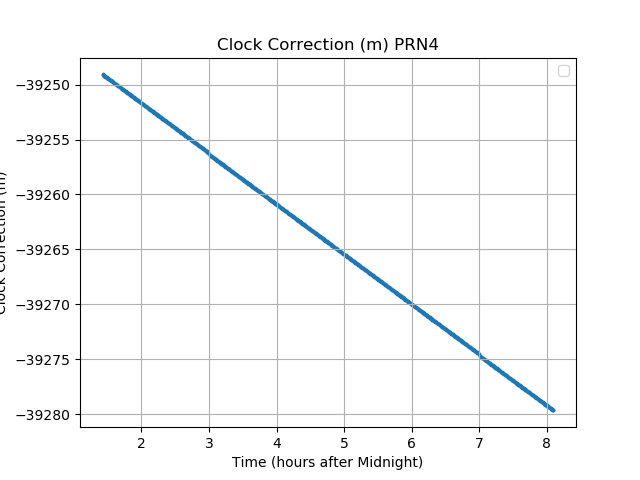 Clock Correction (m) PRN4
−39250
−39255
−39260
−39265
−39270
−39275
−39280
Clock Correction (m)
2 3 4 5 6 7 8
Time (hours after Midnight)